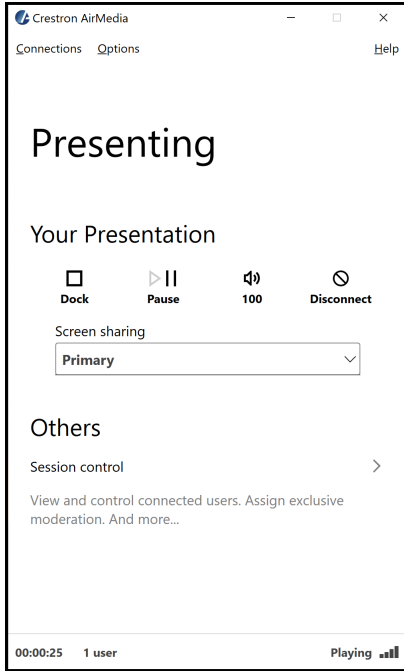 Crestron AirMedia
Connections Options Help
Presenting
Your Presentation
Dock Pause 100 Disconnect
Screen sharing
Primary
Others
Session control
View and control connected users. Assign exclusive
moderation. And more...
00:00:25 1 user Playing